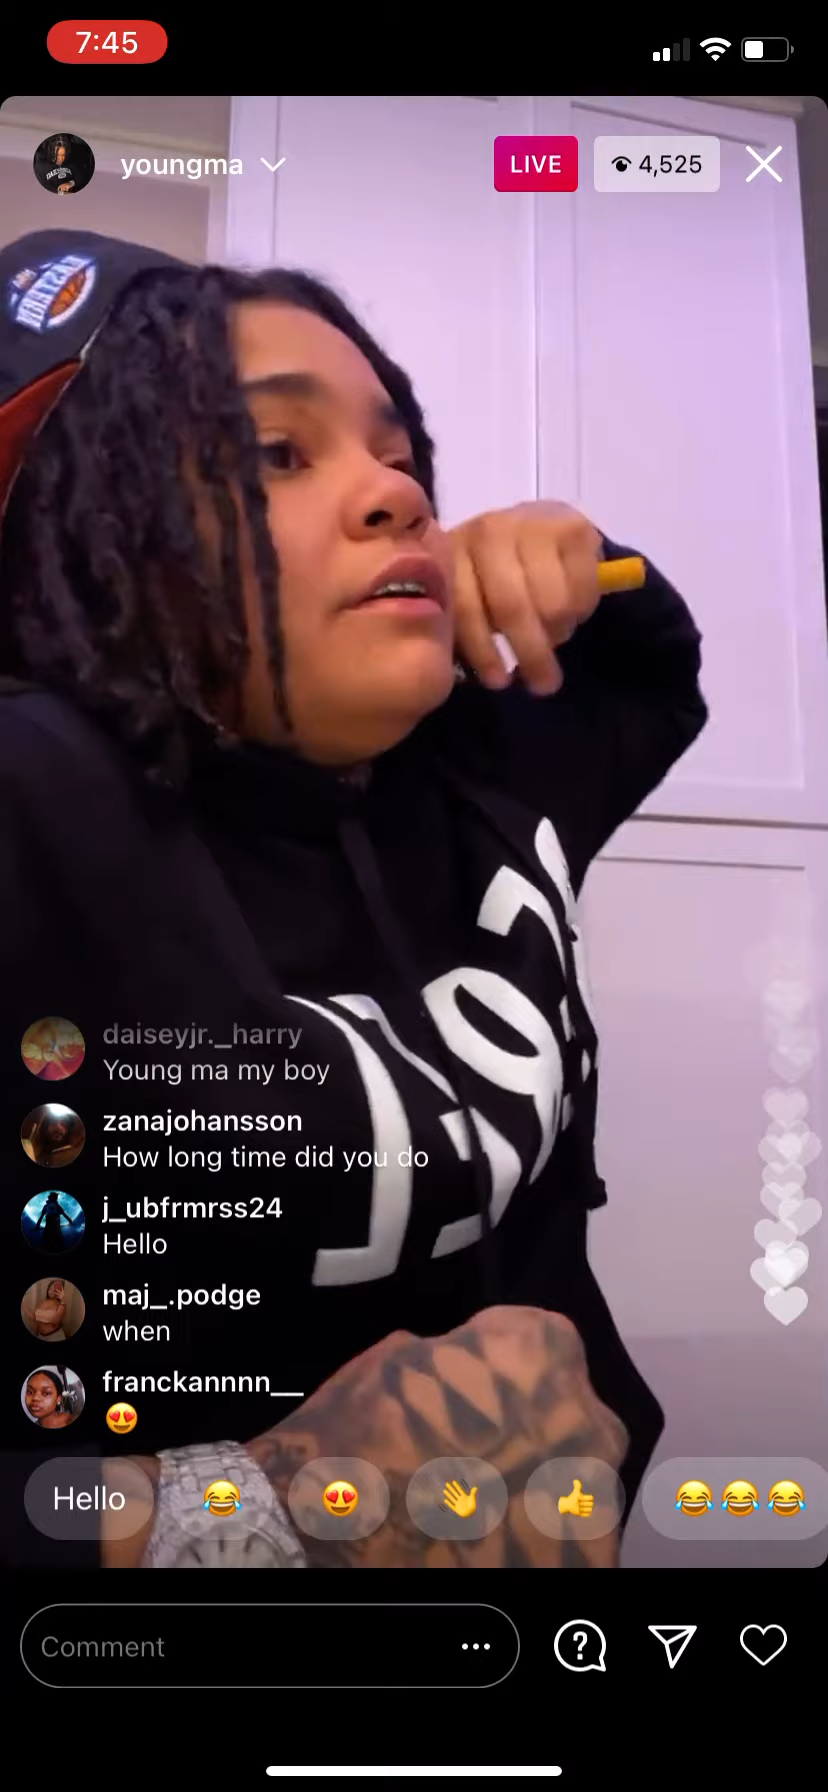 7:45
youngma
LIVE
4,525
EASTERN
daiseyjr._harry
Young ma my boy
zanajohansson
How long time did you do
j_ubfrmrss24
Hello
maj_.podge
when
franckannnn__
😍
Hello 😂 😍 👋 👍 😂😂😂
Comment